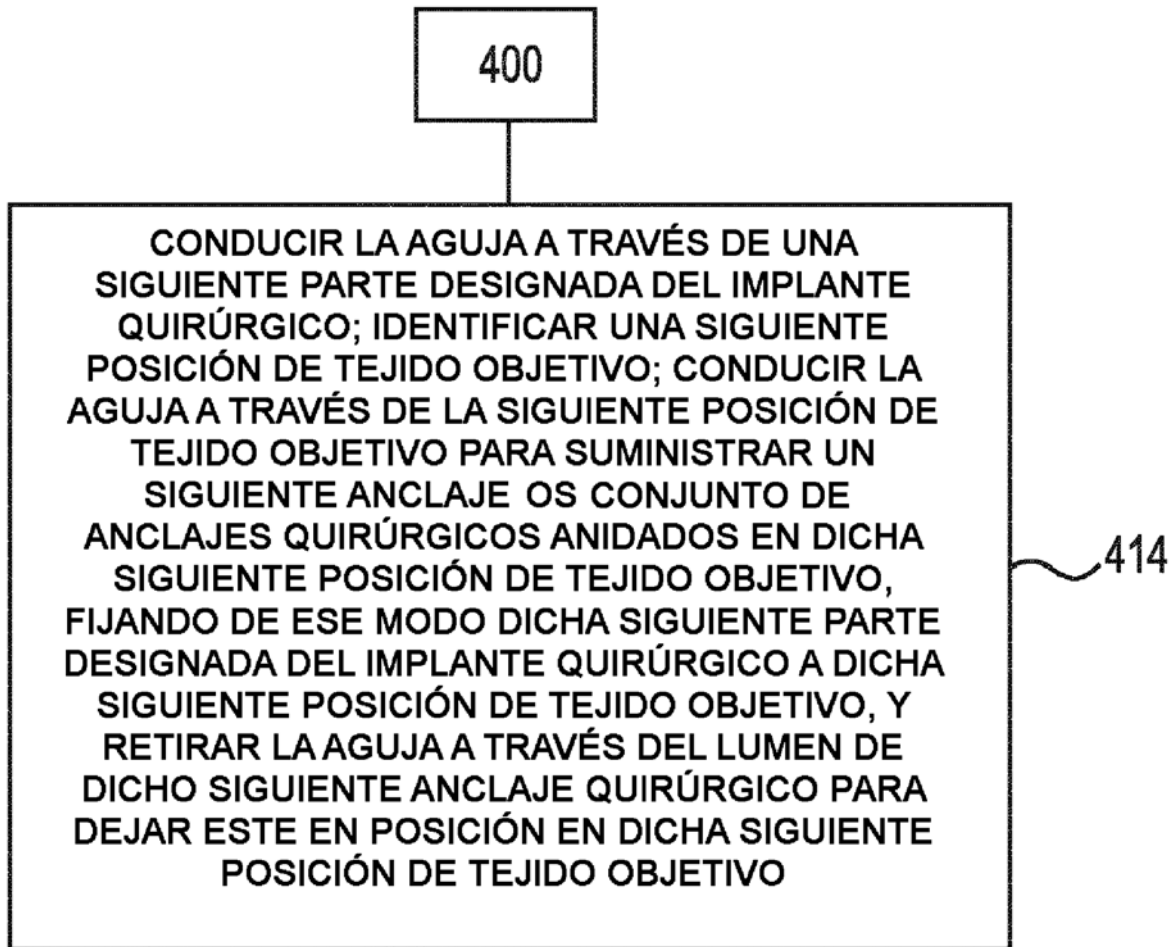 400
CONDUCIR LA AGUJA A TRAVÉS DE UNA
SIGUIENTE PARTE DESIGNADA DEL IMPLANTE
QUIRÚRGICO; IDENTIFICAR UNA SIGUIENTE
POSICIÓN DE TEJIDO OBJETIVO; CONDUCIR LA
AGUJA A TRAVÉS DE LA SIGUIENTE POSICIÓN DE
TEJIDO OBJETIVO PARA SUMINISTRAR UN
SIGUIENTE ANCLAJE OS CONJUNTO DE
ANCLAJES QUIRÚRGICOS ANIDADOS EN DICHA
SIGUIENTE POSICIÓN DE TEJIDO OBJETIVO,
FIJANDO DE ESE MODO DICHA SIGUIENTE PARTE
DESIGNADA DEL IMPLANTE QUIRÚRGICO A DICHA
SIGUIENTE POSICIÓN DE TEJIDO OBJETIVO, Y
RETIRAR LA AGUJA A TRAVÉS DEL LUMEN DE
DICHO SIGUIENTE ANCLAJE QUIRÚRGICO PARA
DEJAR ESTE EN POSICIÓN EN DICHA SIGUIENTE
POSICIÓN DE TEJIDO OBJETIVO
414